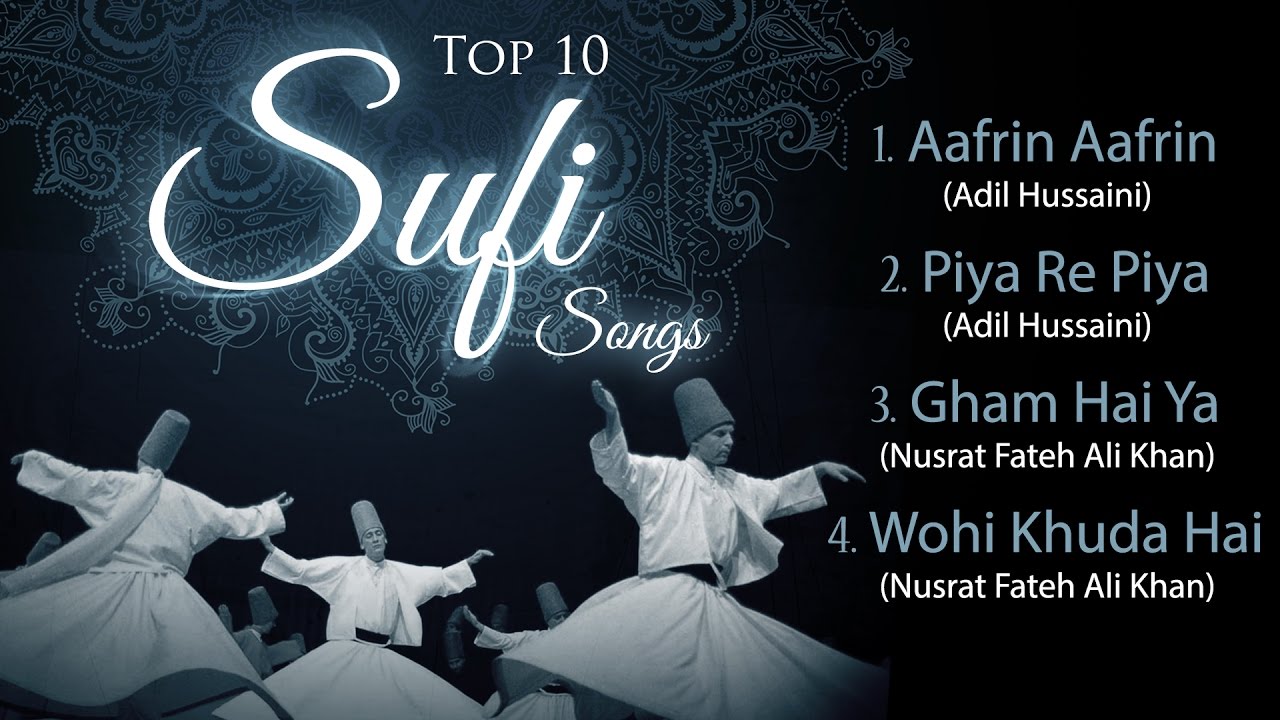 Top 10
Sufi
Songs
1. Aafrin Aafrin
(Adil Hussaini)
2. Piya Re Piya
(Adil Hussaini)
3. Gham Hai Ya
(Nusrat Fateh Ali Khan)
4. Wohi Khuda Hai
(Nusrat Fateh Ali Khan)